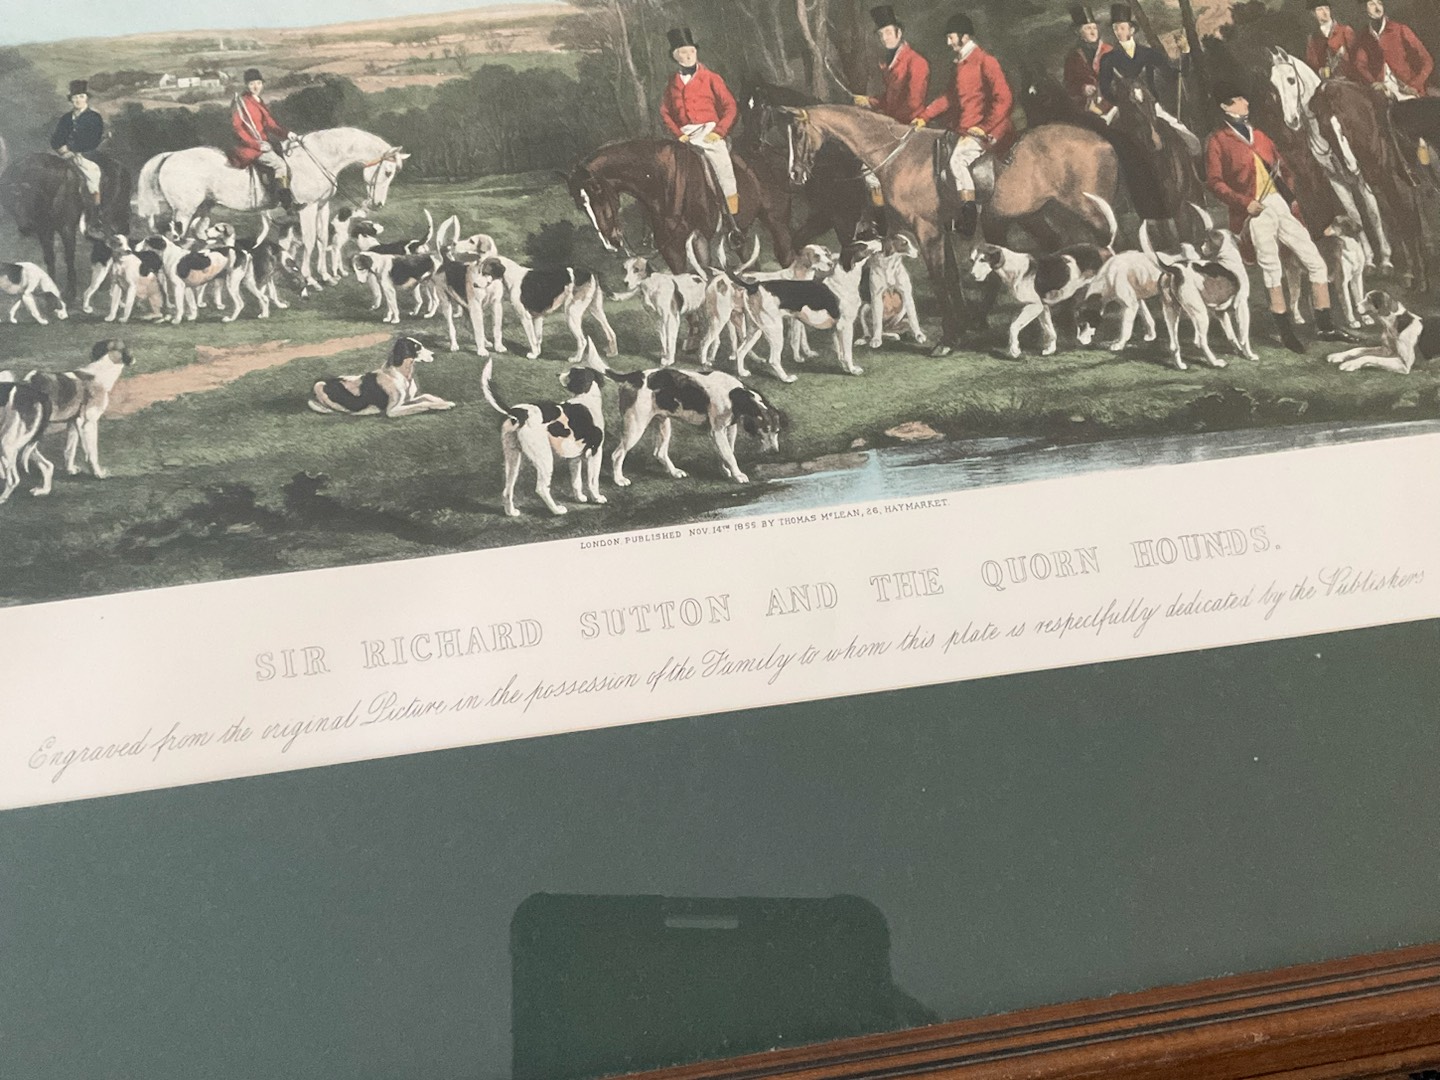 LONDON. PUBLISHED NOV. 14TH 1855 BY THOMAS McLEAN, 26, HAYMARKET.
SIR RICHARD SUTTON AND THE QUORN HOUNDS.
Engraved from the original Picture in the possession of the Family to whom this plate is respectfully dedicated by the Publishers